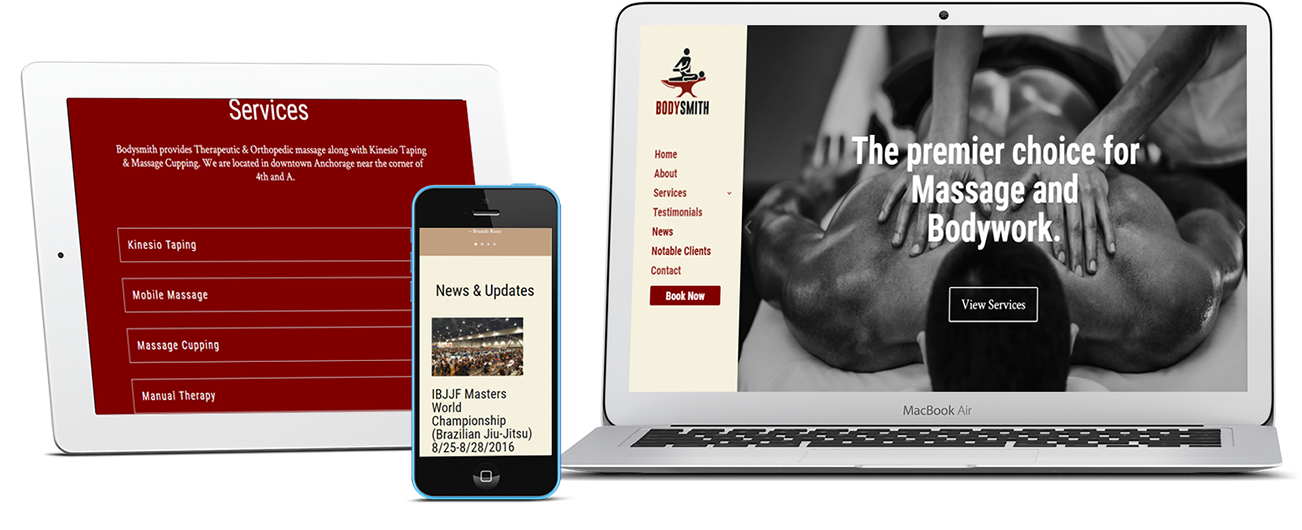 Services
Bodysmith provides Therapeutic & Orthopedic massage along with Kinesio Taping
& Massage Cupping. We are located in downtown Anchorage near the corner of
4th and A.
Kinesio Taping
Mobile Massage
Massage Cupping
Manual Therapy
~ Brandi Rose
News & Updates
IBJJF Masters
World
Championship
(Brazilian Jiu-Jitsu)
8/25-8/28/2016
BODYSMITH
Home
About
Services
Testimonials
News
Notable Clients
Contact
Book Now
The premier choice for
Massage and
Bodywork.
View Services
MacBook Air